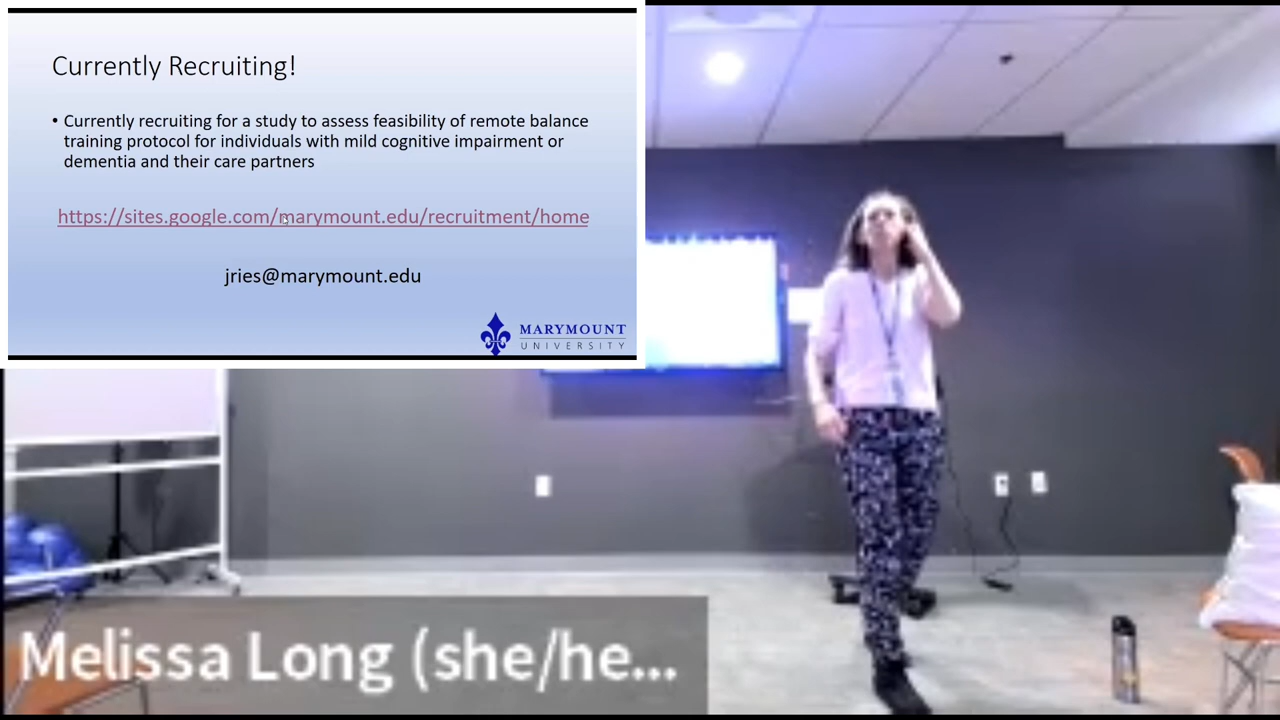 Currently Recruiting!
• Currently recruiting for a study to assess feasibility of remote balance
training protocol for individuals with mild cognitive impairment or
dementia and their care partners
https://sites.google.com/marymount.edu/recruitment/home
jries@marymount.edu
MARYMOUNT
UNIVERSITY
Melissa Long (she/he...